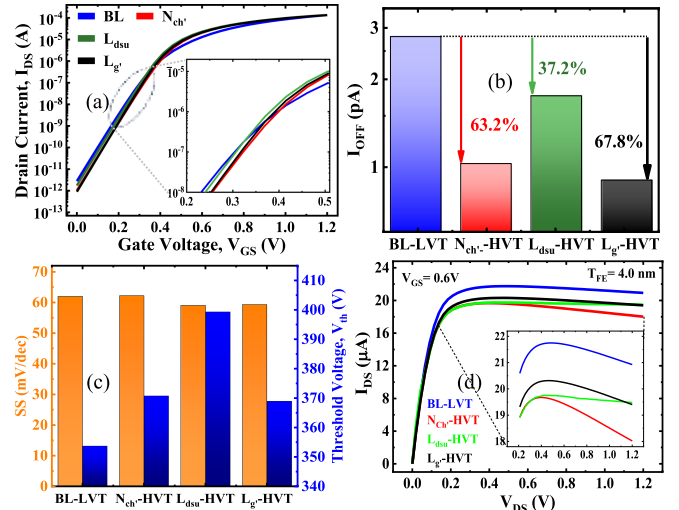 Drain Current, I_DS (A)
10^-4
10^-5
10^-6
10^-7
10^-8
10^-9
10^-10
10^-11
10^-12
10^-13
BL
N_ch'
L_dsu
L_g'
(a)
10^-5
10^-6
10^-7
10^-8
0.2 0.3 0.4 0.5
0.0 0.2 0.4 0.6 0.8 1.0 1.2
Gate Voltage, V_GS (V)
I_OFF (pA)
3
2
1
(b)
63.2%
37.2%
67.8%
BL-LVT N_ch'-HVT L_dsu-HVT L_g'-HVT
SS (mV/dec)
70
60
50
40
30
20
10
0
(c)
410
400
390
380
370
360
350
340
Threshold Voltage, V_th (V)
BL-LVT N_ch'-HVT L_dsu-HVT L_g'-HVT
I_DS (μA)
24
20
16
12
8
4
0
V_GS= 0.6V
T_FE= 4.0 nm
(d)
BL-LVT
N_Ch'-HVT
L_dsu-HVT
L_g'-HVT
22
21
20
19
18
0.2 0.4 0.6 0.8 1.0 1.2
0.0 0.2 0.4 0.6 0.8 1.0 1.2
V_DS (V)